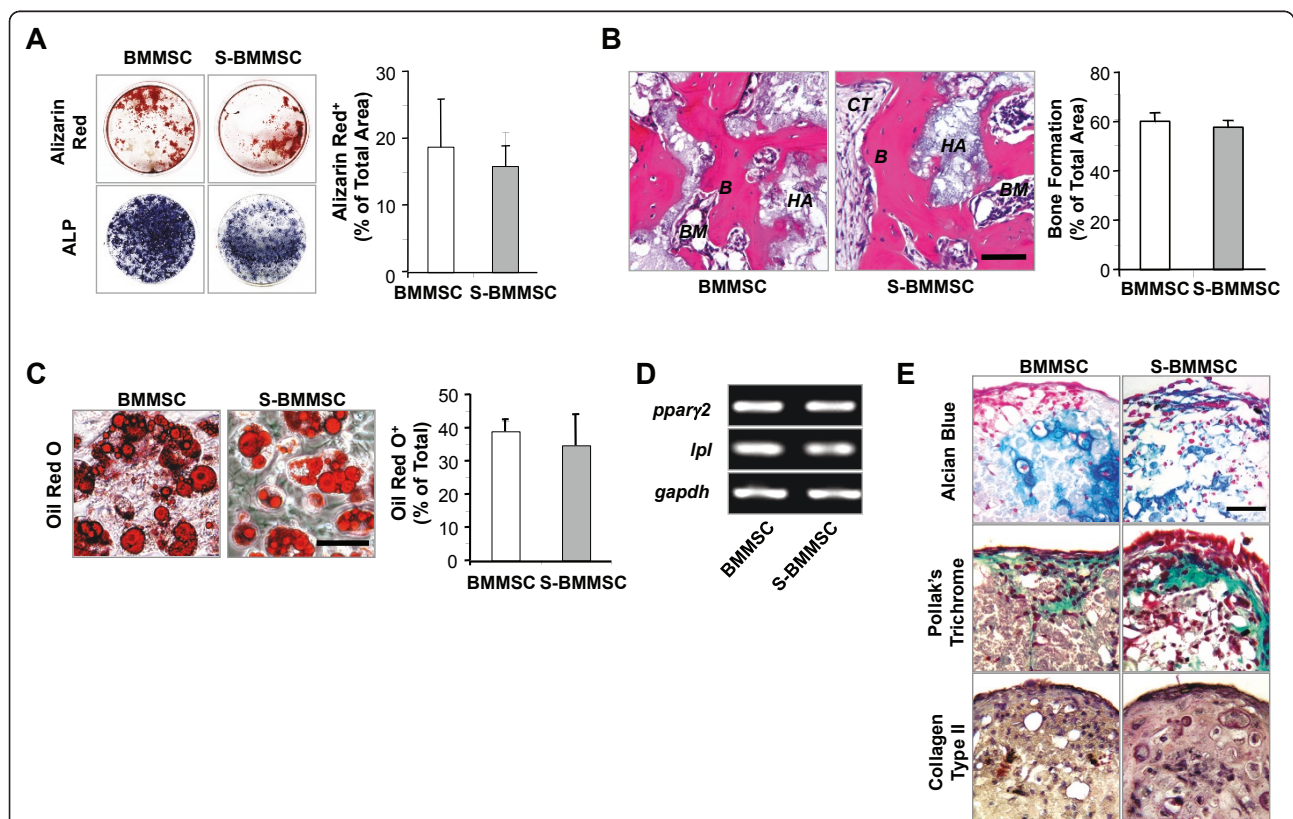 A
BMMSC S-BMMSC
Alizarin
Red
ALP
Alizarin Red⁺
(% of Total Area)
30
20
10
0
BMMSC S-BMMSC
B
CT
B
HA
BM
B
HA
BM
BMMSC S-BMMSC
Bone Formation
(% of Total Area)
80
60
40
20
0
BMMSC S-BMMSC
C
BMMSC S-BMMSC
Oil Red O
Oil Red O⁺
(% of Total)
50
40
30
20
10
0
BMMSC S-BMMSC
D
pparγ2
lpl
gapdh
BMMSC
S-BMMSC
E
BMMSC S-BMMSC
Alcian Blue
Pollak's
Trichrome
Collagen
Type II